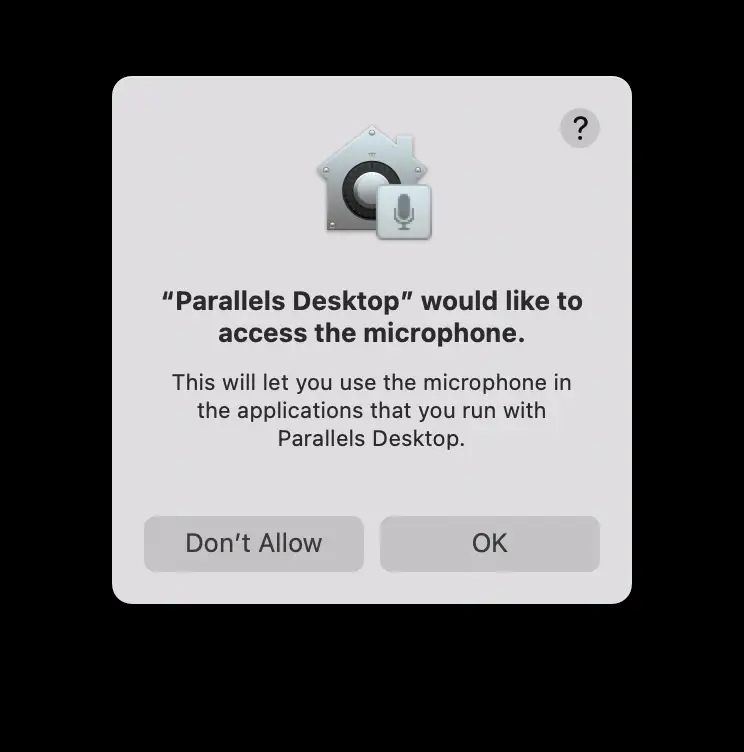 ?
“Parallels Desktop” would like to
access the microphone.
This will let you use the microphone in
the applications that you run with
Parallels Desktop.
Don’t Allow
OK